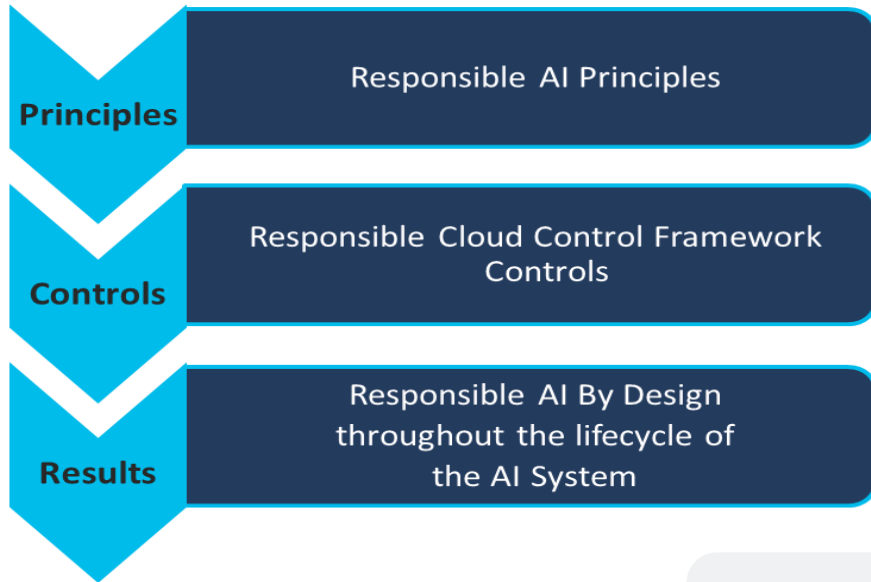 Principles
Responsible AI Principles
Controls
Responsible Cloud Control Framework
Controls
Results
Responsible AI By Design
throughout the lifecycle of
the AI System